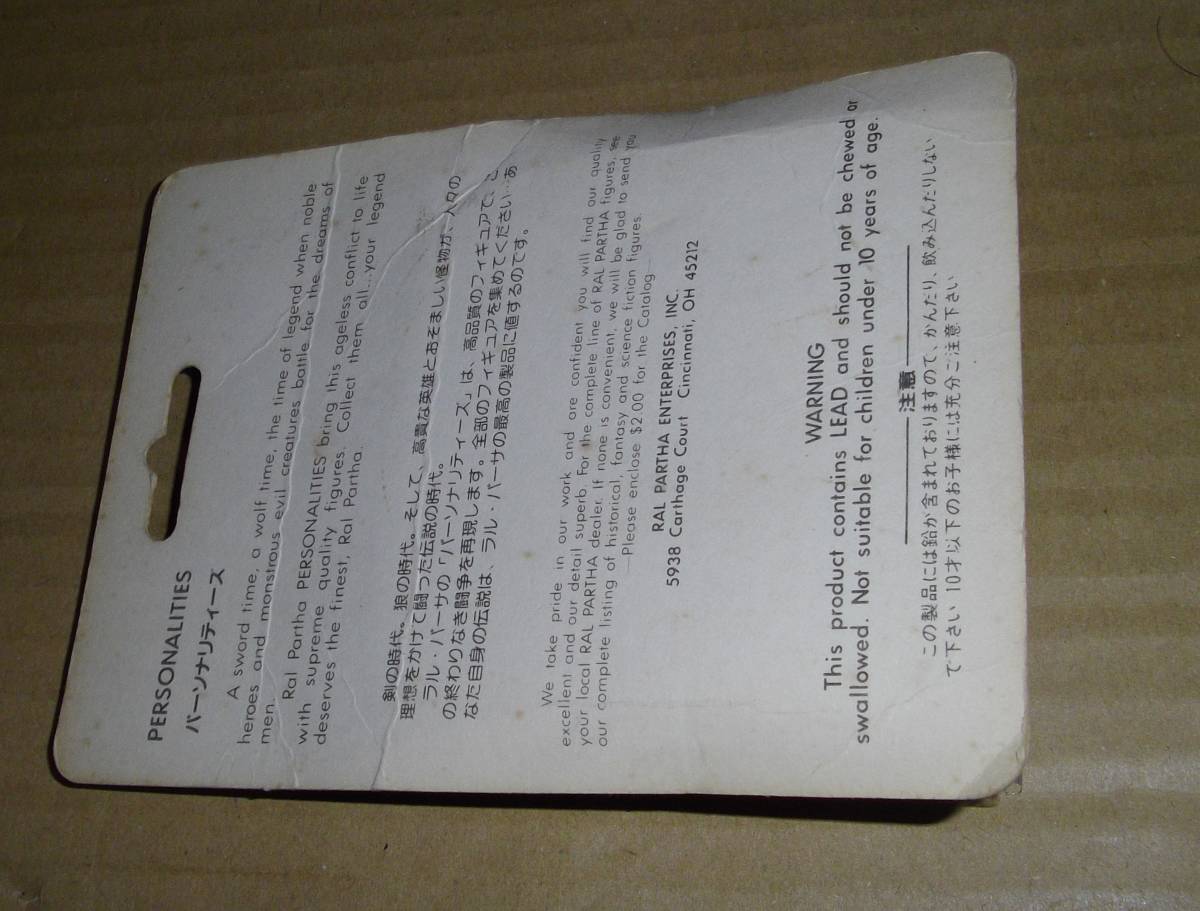 PERSONALITIES
パーソナリティーズ
A sword time, a wolf time, the time of legend when noble
heroes and monstrous evil creatures battle for the dreams of
men.
Ral Partha PERSONALITIES bring this ageless conflict to life
with supreme quality figures. Collect them all...your legend
deserves the finest, Ral Partha.
剣の時代。狼の時代。そして、高貴な英雄とおぞましい怪物が、人々の
理想をかけて闘った伝説の時代。
ラル・パーサの「パーソナリティーズ」は、高品質のフィギュアで、こ
の終わりなき闘争を再現します。全部のフィギュアを集めてください…あ
なた自身の伝説は、ラル・パーサの最高の製品に値するのです。
We take pride in our work and are confident you will find our quality
excellent and our detail superb. For the complete line of RAL PARTHA figures, see
your local RAL PARTHA dealer. If none is convenient, we will be glad to send you
our complete listing of historical, fantasy and science fiction figures.
—Please enclose $2.00 for the Catalog—
RAL PARTHA ENTERPRISES, INC.
5938 Carthage Court Cincinnati, OH 45212
WARNING
This product contains LEAD and should not be chewed or
swallowed. Not suitable for children under 10 years of age.
注意
この製品には鉛が含まれておりますので、かんだり、飲み込んだりしない
で下さい 10才以下のお子様には充分ご注意下さい